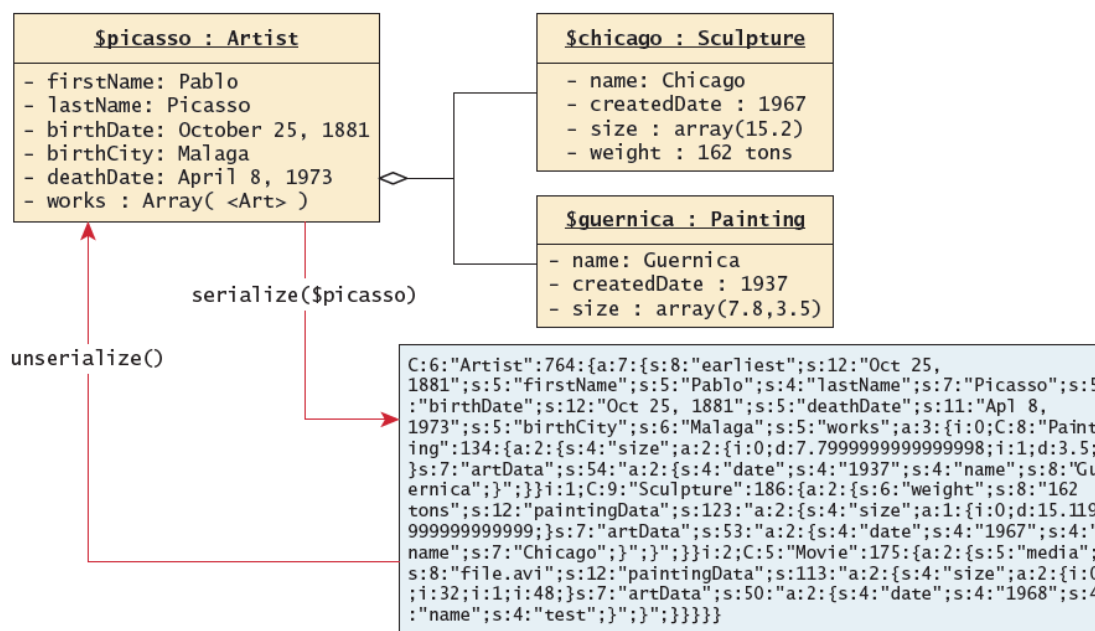 $picasso : Artist
- firstName: Pablo
- lastName: Picasso
- birthDate: October 25, 1881
- birthCity: Malaga
- deathDate: April 8, 1973
- works : Array( <Art> )
$chicago : Sculpture
- name: Chicago
- createdDate : 1967
- size : array(15.2)
- weight : 162 tons
$guernica : Painting
- name: Guernica
- createdDate : 1937
- size : array(7.8,3.5)
serialize($picasso)
unserialize()
C:6:"Artist":764:{a:7:{s:8:"earliest";s:12:"Oct 25,
1881";s:5:"firstName";s:5:"Pablo";s:4:"lastName";s:7:"Picasso";s:5
:"birthDate";s:12:"Oct 25, 1881";s:5:"deathDate";s:11:"Apl 8,
1973";s:5:"birthCity";s:6:"Malaga";s:5:"works";a:3:{i:0;C:8:"Paint
ing":134:{a:2:{s:4:"size";a:2:{i:0;d:7.7999999999999998;i:1;d:3.5;
}s:7:"artData";s:54:"a:2:{s:4:"date";s:4:"1937";s:4:"name";s:8:"Gu
ernica";}";}}i:1;C:9:"Sculpture":186:{a:2:{s:6:"weight";s:8:"162
tons";s:12:"paintingData";s:123:"a:2:{s:4:"size";a:1:{i:0;d:15.119
999999999999;}s:7:"artData";s:53:"a:2:{s:4:"date";s:4:"1967";s:4:"
name";s:7:"Chicago";}";}";}}i:2;C:5:"Movie":175:{a:2:{s:5:"media";
s:8:"file.avi";s:12:"paintingData";s:113:"a:2:{s:4:"size";a:2:{i:0
;i:32;i:1;i:48;}s:7:"artData";s:50:"a:2:{s:4:"date";s:4:"1968";s:4
:"name";s:4:"test";}";}";}}}}}